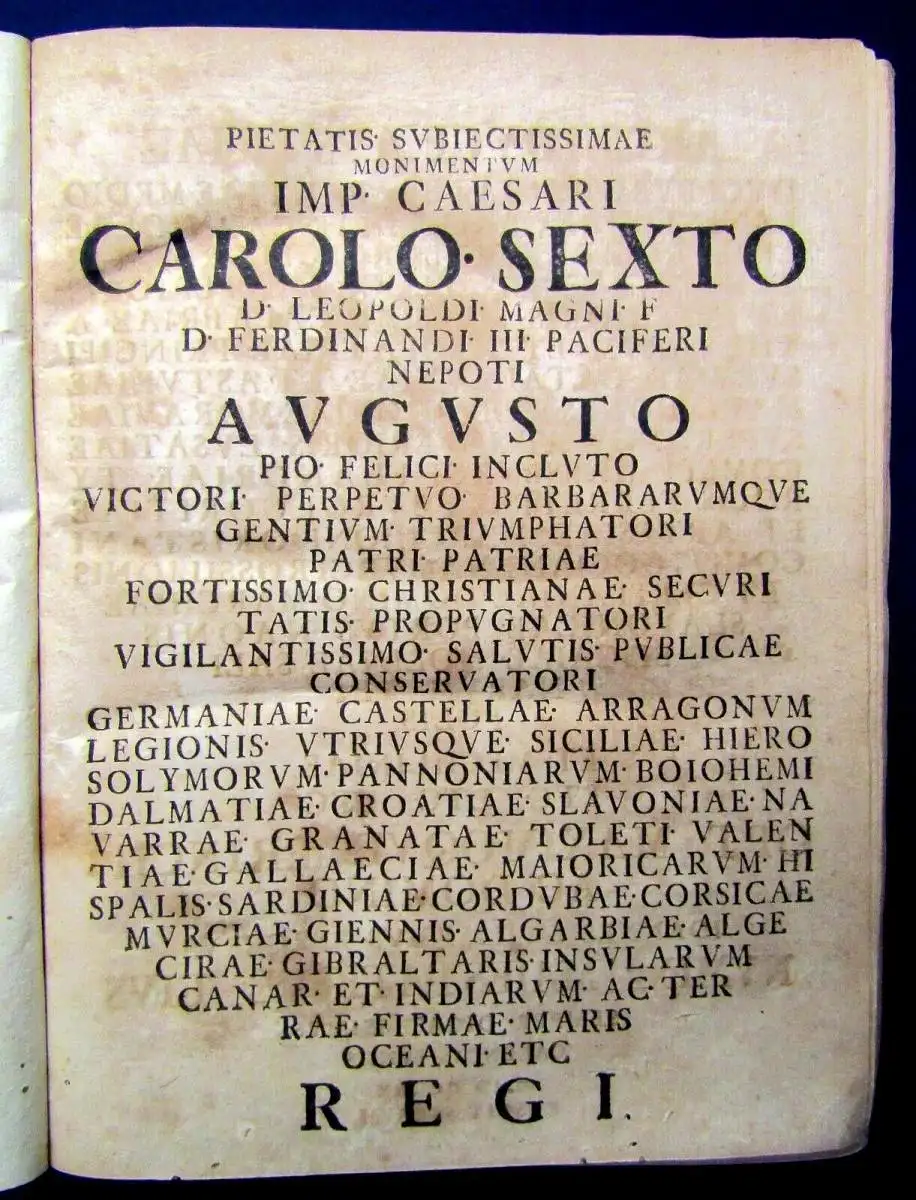 PIETATIS· SVBIECTISSIMAE
MONIMENTVM
IMP· CAESARI
CAROLO· SEXTO
D· LEOPOLDI· MAGNI· F
D· FERDINANDI· III· PACIFERI
NEPOTI
AVGVSTO
PIO· FELICI· INCLVTO
VICTORI· PERPETVO· BARBARARVMQVE
GENTIVM· TRIVMPHATORI
PATRI· PATRIAE
FORTISSIMO· CHRISTIANAE· SECVRI
TATIS· PROPVGNATORI
VIGILANTISSIMO· SALVTIS· PVBLICAE
CONSERVATORI
GERMANIAE· CASTELLAE· ARRAGONVM
LEGIONIS· VTRIVSQVE· SICILIAE· HIERO
SOLYMORVM· PANNONIARVM· BOIOHEMI
DALMATIAE· CROATIAE· SLAVONIAE· NA
VARRAE· GRANATAE· TOLETI· VALEN
TIAE· GALLAECIAE· MAIORICARVM· HI
SPALIS· SARDINIAE· CORDVBAE· CORSICAE
MVRCIAE· GIENNIS· ALGARBIAE· ALGE
CIRAE· GIBRALTARIS· INSVLARVM
CANAR· ET· INDIARVM· AC· TER
RAE· FIRMAE· MARIS
OCEANI· ETC
REGI.